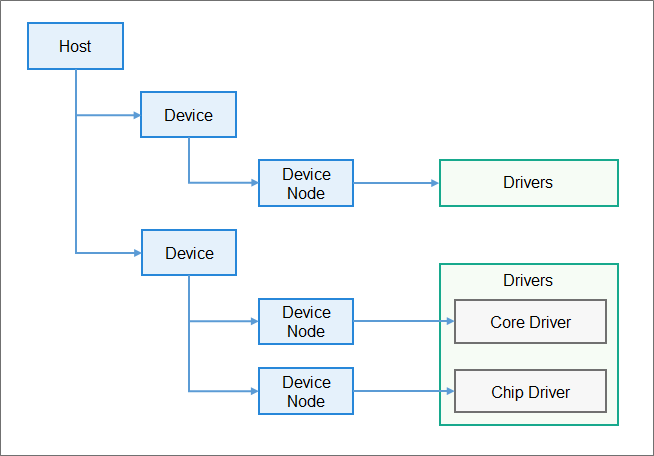 Host
Device
Device
Node
Drivers
Device
Drivers
Device
Node
Core Driver
Device
Node
Chip Driver